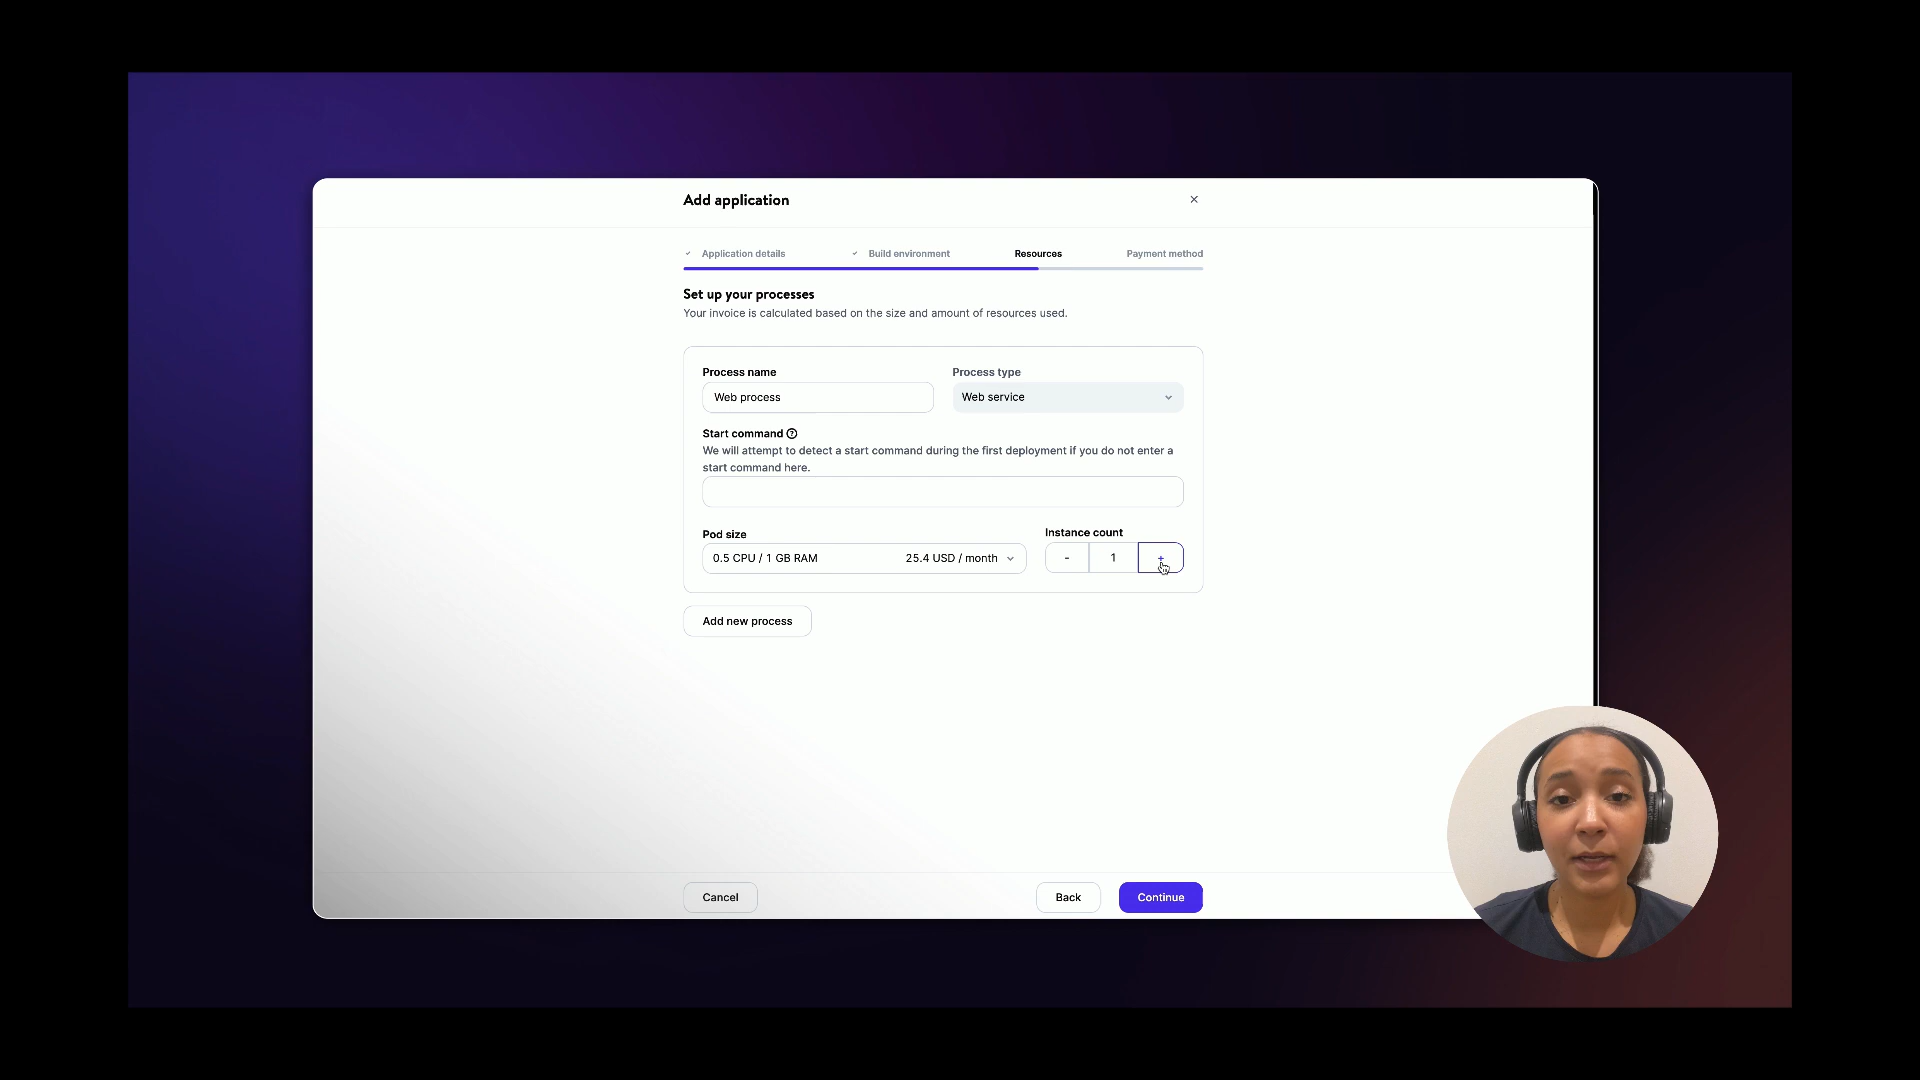 Add application
Application details
Build environment
Resources
Payment method
Set up your processes
Your invoice is calculated based on the size and amount of resources used.
Process name
Process type
Web process
Web service
Start command
We will attempt to detect a start command during the first deployment if you do not enter a
start command here.
Pod size
Instance count
0.5 CPU / 1 GB RAM
25.4 USD / month
-
1
+
Add new process
Cancel
Back
Continue